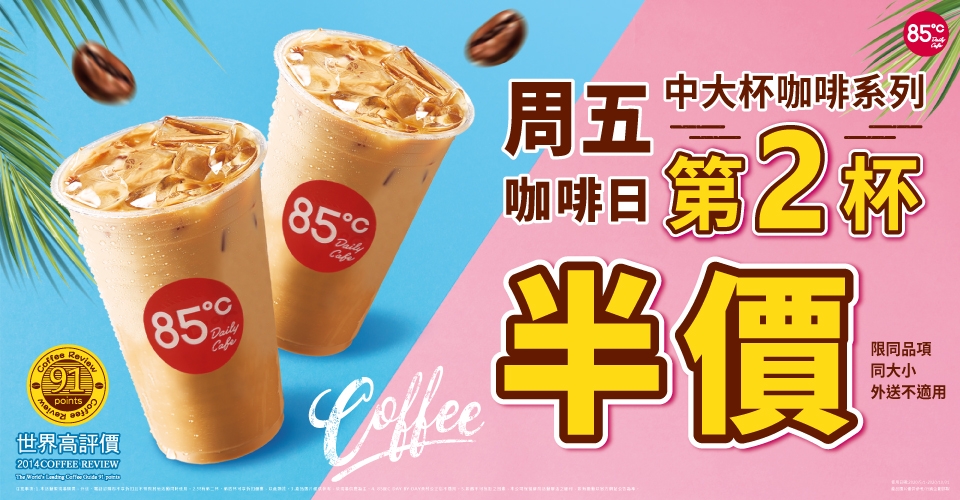 85°C
Daily
Cafe
周五
咖啡日
中大杯咖啡系列
第2杯
半價
限同品項
同大小
外送不適用
85°C
Daily
Cafe
85°C
Daily
Cafe
Coffee
Coffee Review
91
points
Coffee Review
世界高評價
2014 COFFEE REVIEW
The World's Leading Coffee Guide 91 points